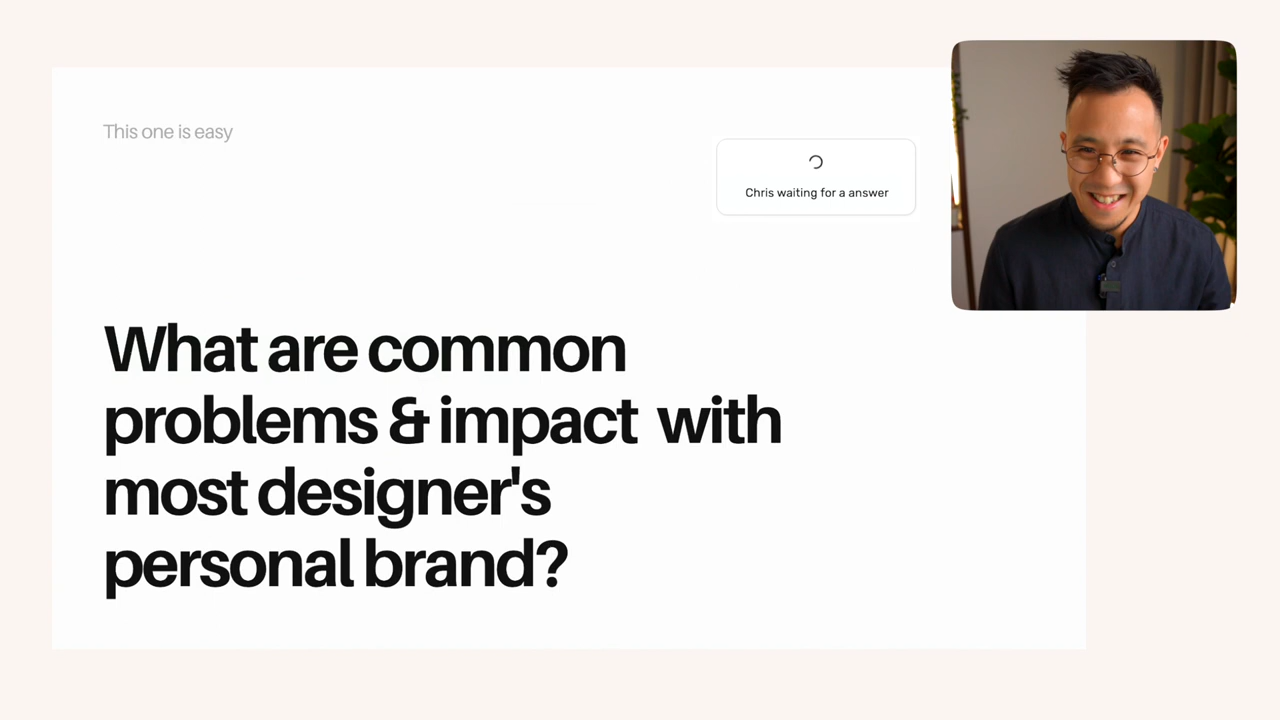 This one is easy
Chris waiting for a answer
What are common
problems & impact with
most designer's
personal brand?